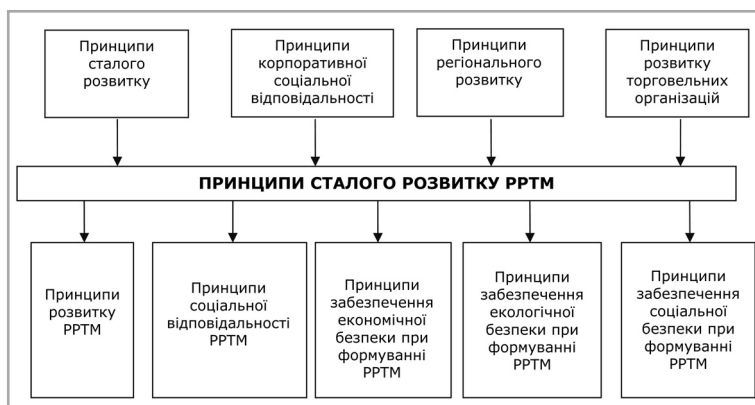 Принципи
сталого
розвитку
Принципи
корпоративної
соціальної
відповідальності
Принципи
регіонального
розвитку
Принципи
розвитку
торговельних
організацій
ПРИНЦИПИ СТАЛОГО РОЗВИТКУ РРТМ
Принципи
розвитку
РРТМ
Принципи
соціальної
відповідальності
РРТМ
Принципи
забезпечення
економічної
безпеки при
формуванні
РРТМ
Принципи
забезпечення
екологічної
безпеки при
формуванні
РРТМ
Принципи
забезпечення
соціальної
безпеки при
формуванні
РРТМ